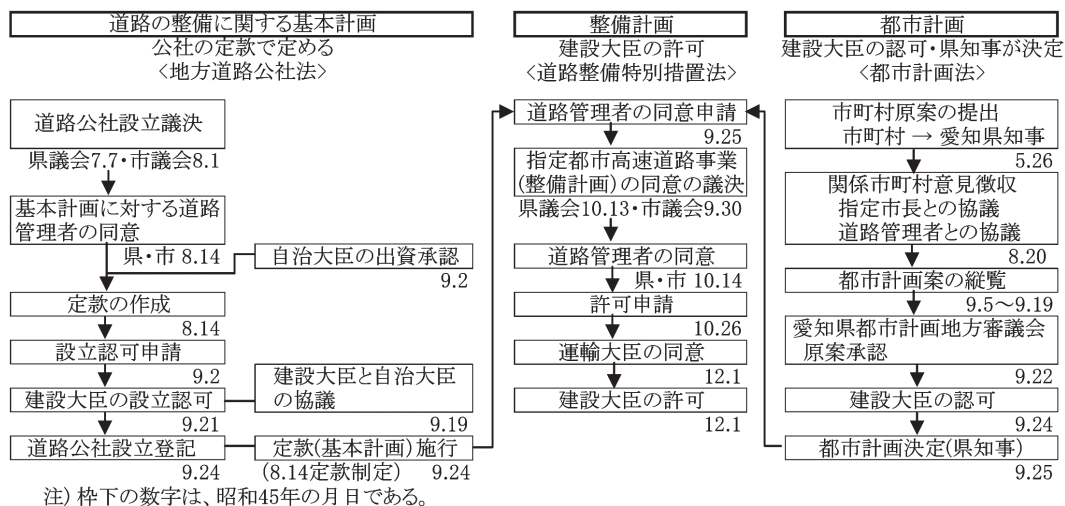 道路の整備に関する基本計画
公社の定款で定める
<地方道路公社法>
道路公社設立議決
県議会7.7・市議会8.1
基本計画に対する道路
管理者の同意
県・市 8.14
自治大臣の出資承認
9.2
定款の作成
8.14
設立認可申請
9.2
建設大臣の設立認可
9.21
建設大臣と自治大臣
の協議
9.19
道路公社設立登記
9.24
定款(基本計画)施行
(8.14定款制定) 9.24
整備計画
建設大臣の許可
<道路整備特別措置法>
道路管理者の同意申請
9.25
指定都市高速道路事業
(整備計画)の同意の議決
県議会10.13・市議会9.30
道路管理者の同意
県・市 10.14
許可申請
10.26
運輸大臣の同意
12.1
建設大臣の許可
12.1
都市計画
建設大臣の認可・県知事が決定
<都市計画法>
市町村原案の提出
市町村 → 愛知県知事
5.26
関係市町村意見徴収
指定市長との協議
道路管理者との協議
8.20
都市計画案の縦覧
9.5～9.19
愛知県都市計画地方審議会
原案承認
9.22
建設大臣の認可
9.24
都市計画決定(県知事)
9.25
注) 枠下の数字は、昭和45年の月日である。